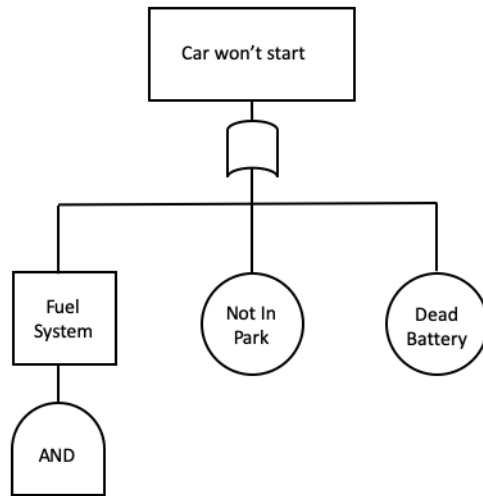 Car won’t start
Fuel
System
Not In
Park
Dead
Battery
AND